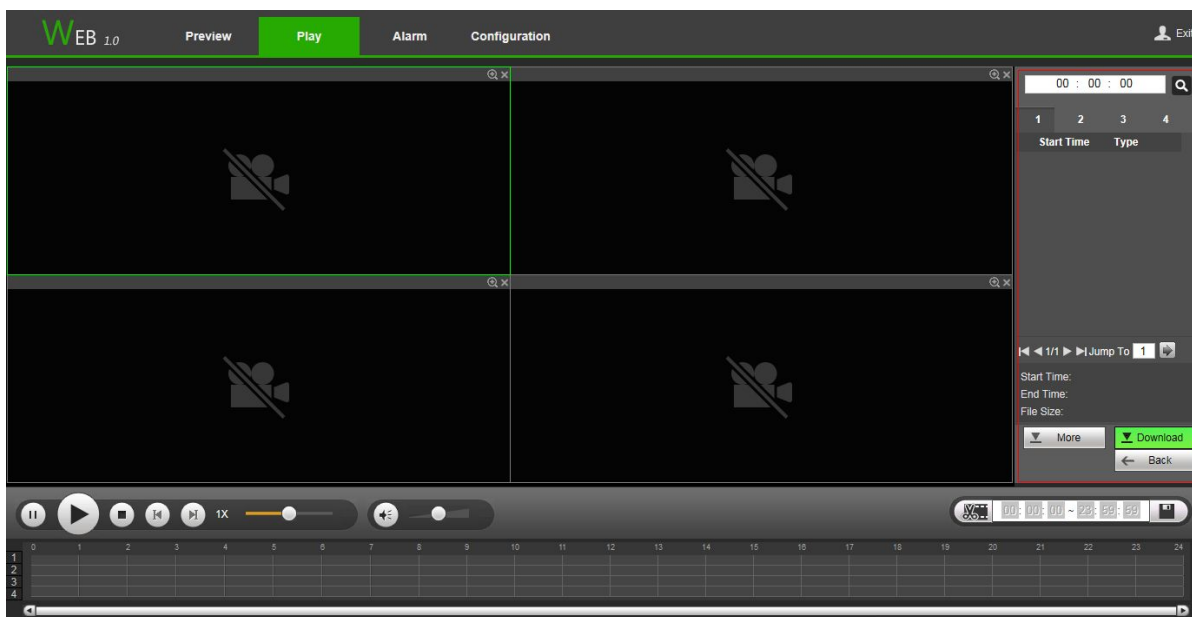 WEB 1.0 Preview Play Alarm Configuration Exit
00 : 00 : 00
1 2 3 4
Start Time Type
1/1 Jump To 1
Start Time:
End Time:
File Size:
More Download
Back
1X 00: 00: 00 ~ 23: 59: 59
0 1 2 3 4 5 6 7 8 9 10 11 12 13 14 15 16 17 18 19 20 21 22 23 24
1
2
3
4